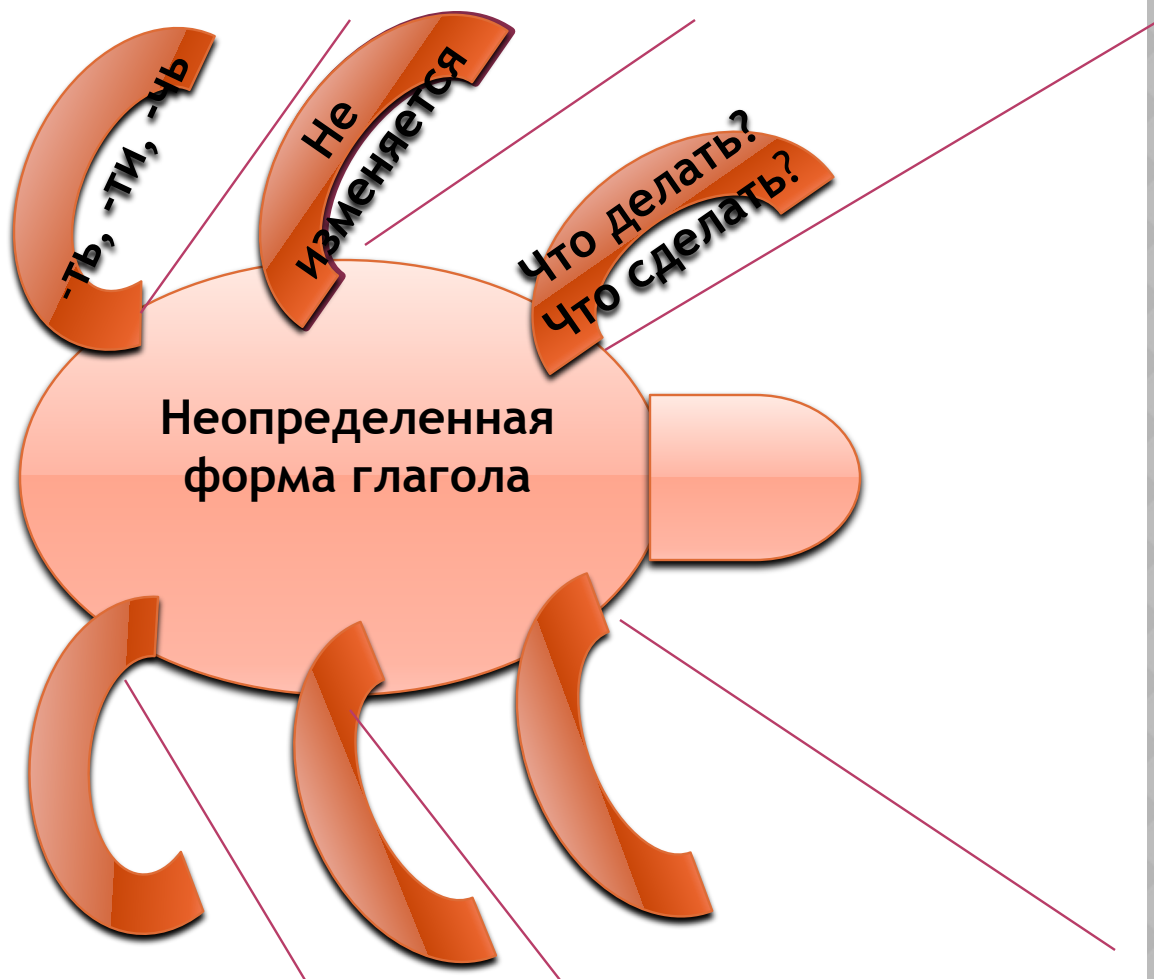 -ть, -ти, -чь
Не
изменяется
Что делать?
Что сделать?
Неопределенная
форма глагола